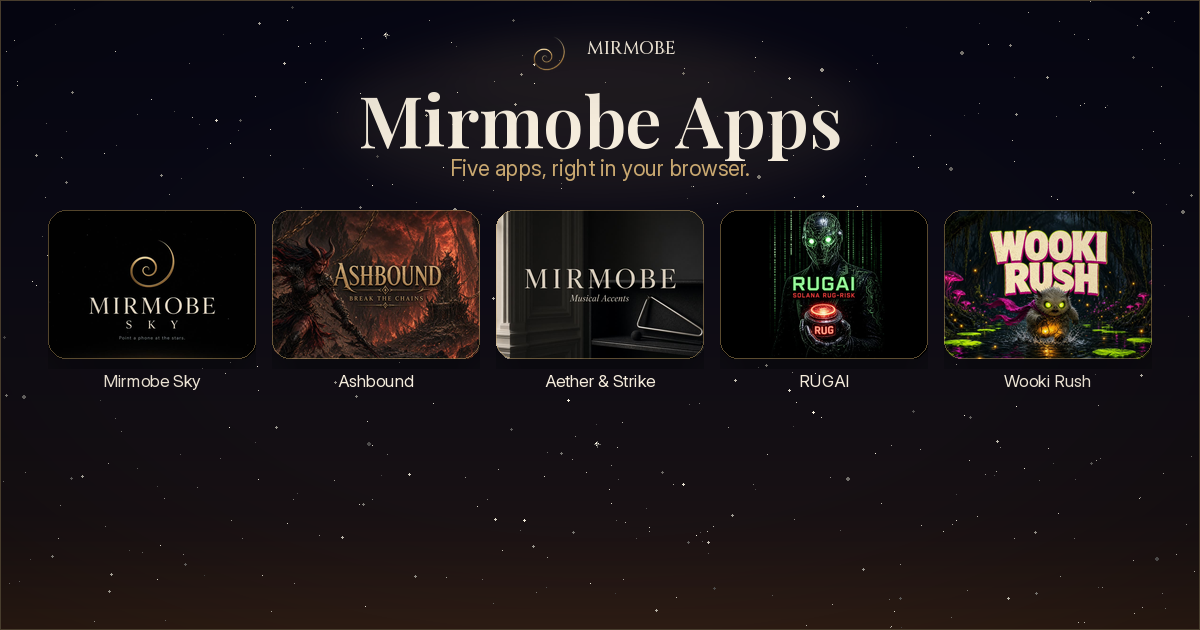 MIRMOBE
Mirmobe Apps
Five apps, right in your browser.
MIRMOBE
SKY
Point a phone at the stars.
ASHBOUND
BREAK THE CHAINS
MIRMOBE
Musical Accents
RUGAI
SOLANA RUG-RISK
RUG
WOOKI
RUSH
Mirmobe Sky
Ashbound
Aether & Strike
RUGAI
Wooki Rush